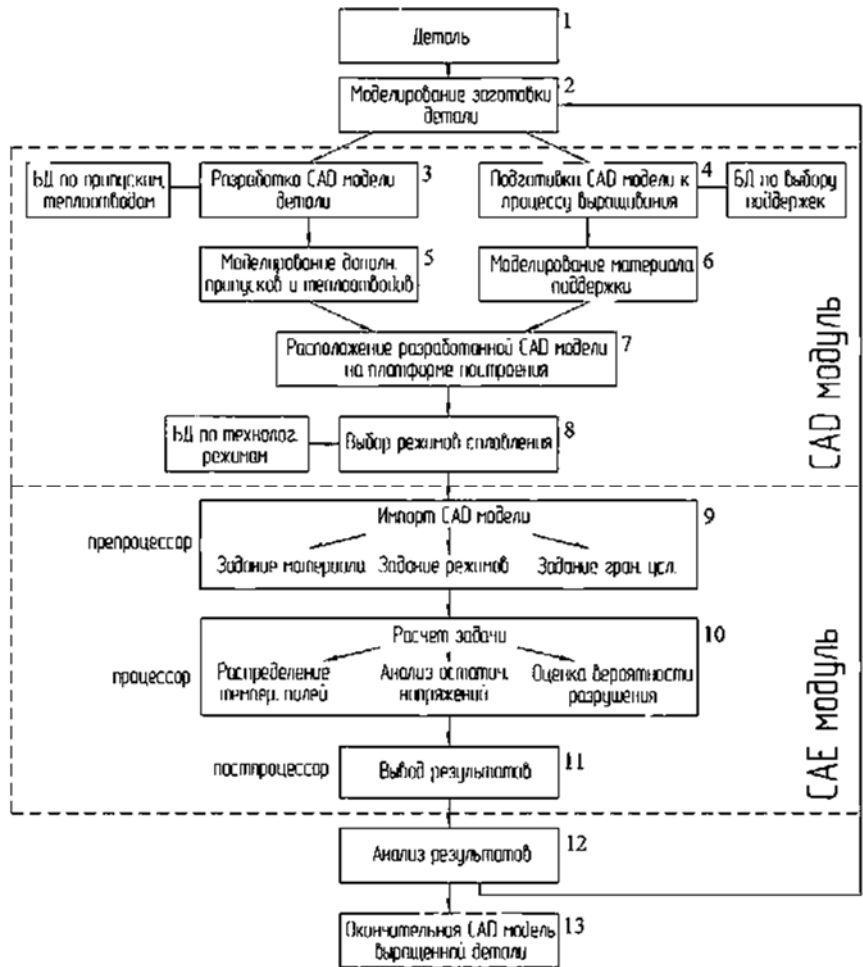 1
Деталь
2
Моделирование заготовки
детали
БД по припускам,
теплоотводам
3
Разработка CAD модели
детали
4
Подготовка CAD модели к
процессу выращивания
БД по выбору
поддержек
5
Моделирование дополн.
припусков и теплоотводов
6
Моделирование материала
поддержки
7
Расположение разработанной CAD модели
на платформе построения
БД по технолог.
режимам
8
Выбор режимов сплавления
CAD модуль
препроцессор
9
Импорт CAD модели
Задание материала
Задание режимов
Задание гран. усл.
процессор
10
Расчет задачи
Распределение
темпер. полей
Анализ остаточ.
напряжений
Оценка вероятности
разрушения
постпроцессор
11
Вывод результатов
CAE модуль
12
Анализ результатов
13
Окончательная CAD модель
выращенной детали